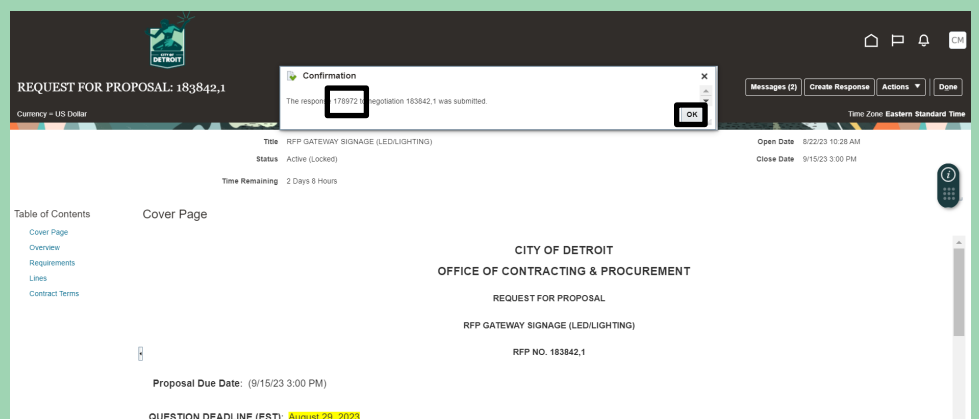 CITY OF
DETROIT
CM
REQUEST FOR PROPOSAL: 183842,1
Messages (2) Create Response Actions ▼ Done
Currency = US Dollar
Time Zone Eastern Standard Time
Confirmation ×
The response 178972 to negotiation 183842,1 was submitted.
OK
Title RFP GATEWAY SIGNAGE (LED/LIGHTING)
Open Date 8/22/23 10:28 AM
Status Active (Locked)
Close Date 9/15/23 3:00 PM
Time Remaining 2 Days 8 Hours
Table of Contents
Cover Page
Overview
Requirements
Lines
Contract Terms
Cover Page
CITY OF DETROIT
OFFICE OF CONTRACTING & PROCUREMENT
REQUEST FOR PROPOSAL
RFP GATEWAY SIGNAGE (LED/LIGHTING)
RFP NO. 183842,1
Proposal Due Date: (9/15/23 3:00 PM)
QUESTION DEADLINE (EST): August 29, 2023